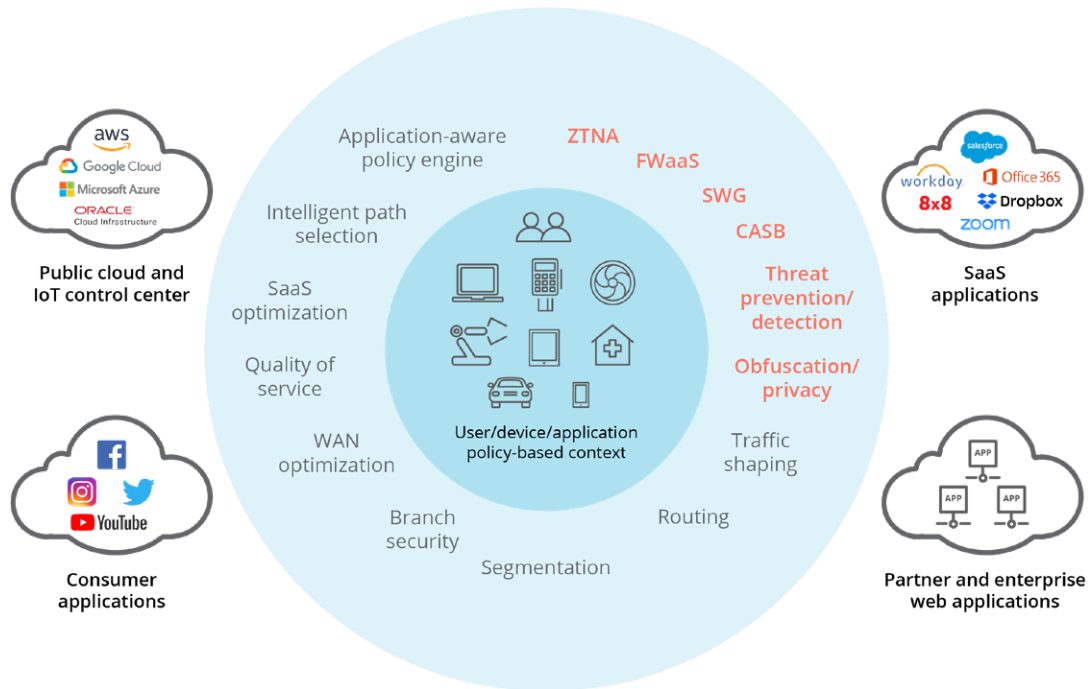 aws
Google Cloud
Microsoft Azure
ORACLE
Cloud Infrastructure
Public cloud and
IoT control center
YouTube
Consumer
applications
Application-aware
policy engine
Intelligent path
selection
SaaS
optimization
Quality of
service
WAN
optimization
Branch
security
Segmentation
Routing
Traffic
shaping
ZTNA
FWaaS
SWG
CASB
Threat
prevention/
detection
Obfuscation/
privacy
User/device/application
policy-based context
salesforce
workday.
Office 365
8x8
Dropbox
zoom
SaaS
applications
APP
APP
APP
Partner and enterprise
web applications